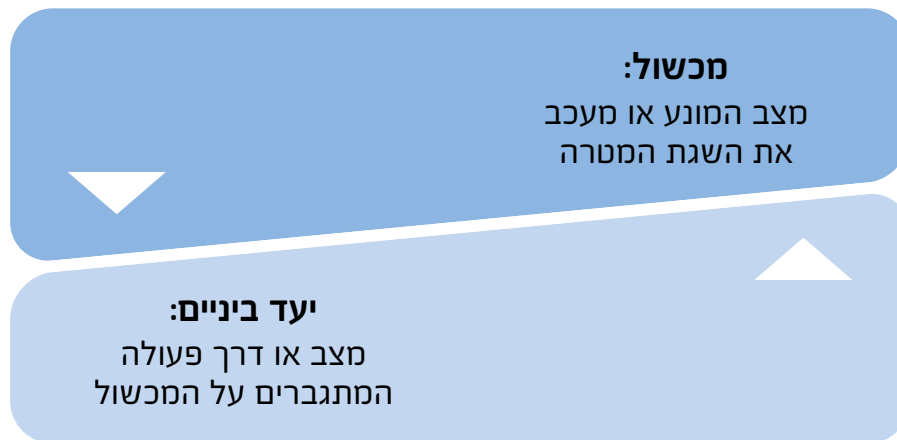 מכשול:
מצב המונע או מעכב
את השגת המטרה
יעד ביניים:
מצב או דרך פעולה
המתגברים על המכשול